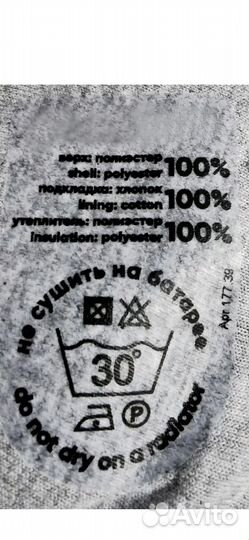 верх: полиэстер
shell: polyester 100%
подкладка: хлопок
lining: cotton 100%
утеплитель: полиэстер
insulation: polyester 100%
не сушить на батарее
30°
P
do not dry on a radiator
Арт 177 39
Avito